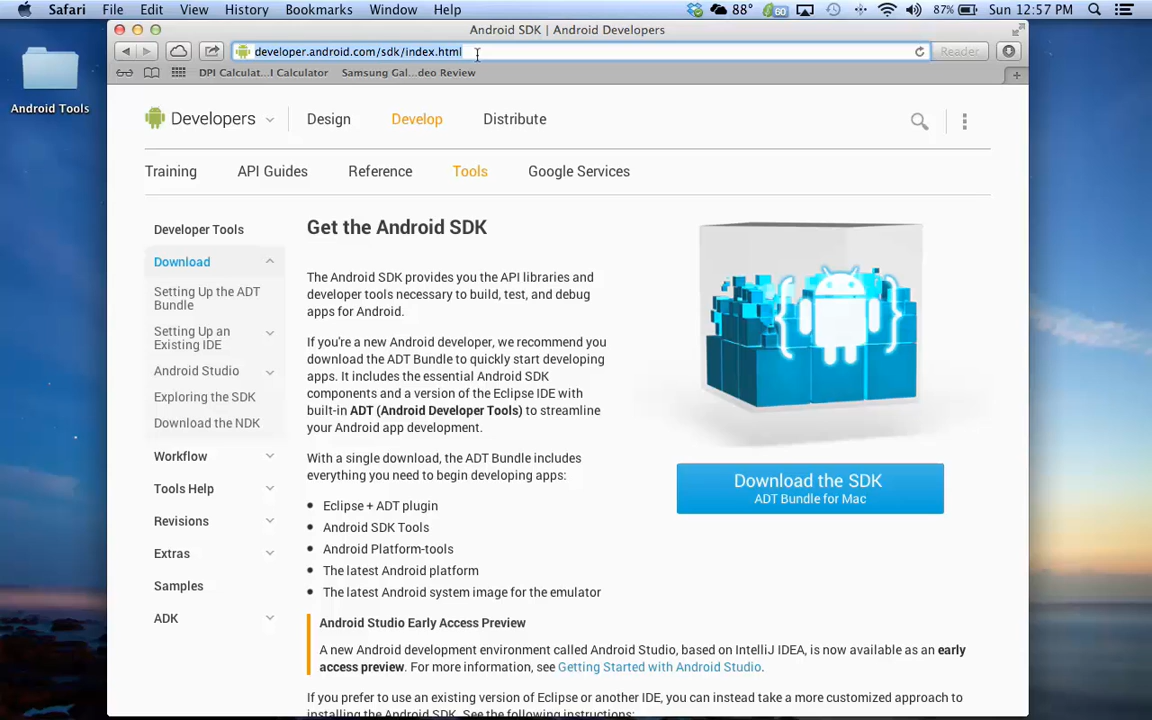 Safari File Edit View History Bookmarks Window Help 60 88° 87% Sun 12:57 PM
Android SDK | Android Developers
developer.android.com/sdk/index.html Reader
DPI Calculat...l Calculator Samsung Gal...deo Review
Android Tools
Developers Design Develop Distribute
Training API Guides Reference Tools Google Services
Developer Tools
Download
Setting Up the ADT
Bundle
Setting Up an
Existing IDE
Android Studio
Exploring the SDK
Download the NDK
Workflow
Tools Help
Revisions
Extras
Samples
ADK
Get the Android SDK
The Android SDK provides you the API libraries and
developer tools necessary to build, test, and debug
apps for Android.
If you're a new Android developer, we recommend you
download the ADT Bundle to quickly start developing
apps. It includes the essential Android SDK
components and a version of the Eclipse IDE with
built-in ADT (Android Developer Tools) to streamline
your Android app development.
With a single download, the ADT Bundle includes
everything you need to begin developing apps:
• Eclipse + ADT plugin
• Android SDK Tools
• Android Platform-tools
• The latest Android platform
• The latest Android system image for the emulator
Download the SDK
ADT Bundle for Mac
Android Studio Early Access Preview
A new Android development environment called Android Studio, based on IntelliJ IDEA, is now available as an early
access preview. For more information, see Getting Started with Android Studio.
If you prefer to use an existing version of Eclipse or another IDE, you can instead take a more customized approach to
installing the Android SDK. See the following instructions: